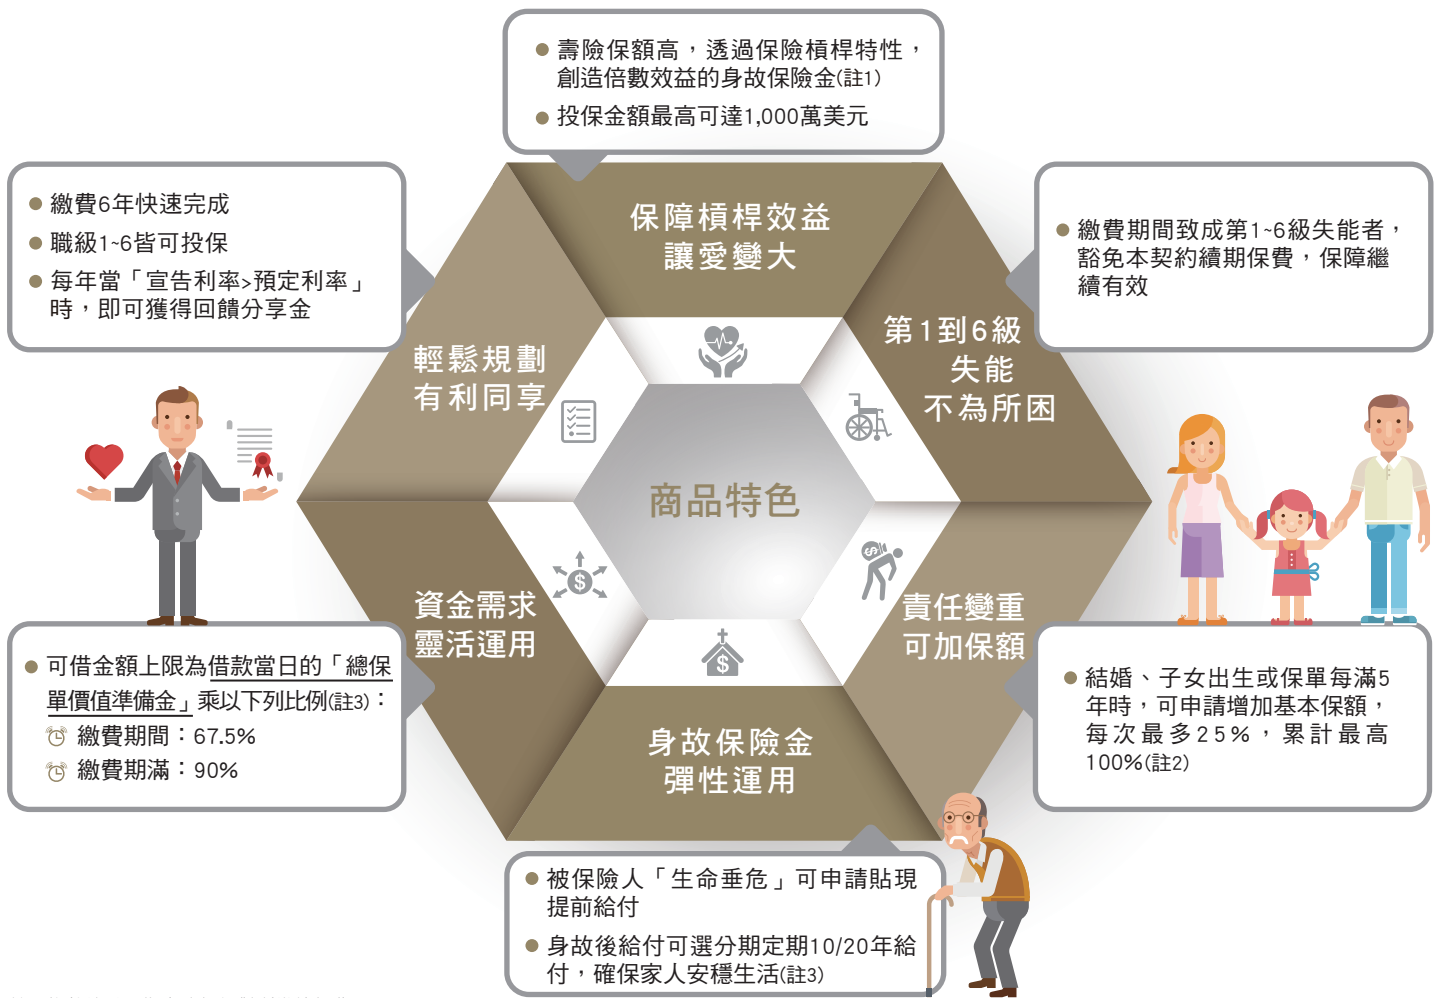 壽險保額高，透過保險槓桿特性，
創造倍數效益的身故保險金(註1)
投保金額最高可達1,000萬美元
繳費6年快速完成
職級1~6皆可投保
每年當「宣告利率>預定利率」
時，即可獲得回饋分享金
保障槓桿效益
讓愛變大
繳費期間致成第1~6級失能者，
豁免本契約續期保費，保障繼
續有效
輕鬆規劃
有利同享
第1到6級
失能
不為所困
商品特色
資金需求
靈活運用
責任變重
可加保額
可借金額上限為借款當日的「總保
單價值準備金」乘以下列比例(註3)：
繳費期間：67.5%
繳費期滿：90%
結婚、子女出生或保單每滿5
年時，可申請增加基本保額，
每次最多25%，累計最高
100%(註2)
身故保險金
彈性運用
被保險人「生命垂危」可申請貼現
提前給付
身故後給付可選分期定期10/20年給
付，確保家人安穩生活(註3)